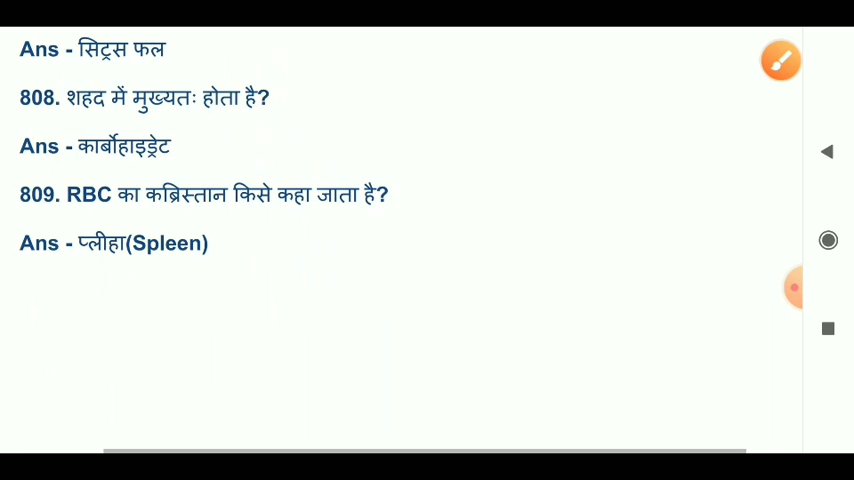 Ans - सिट्रस फल
808. शहद में मुख्यतः होता है?
Ans - कार्बोहाइड्रेट
809. RBC का कब्रिस्तान किसे कहा जाता है?
Ans - प्लीहा(Spleen)